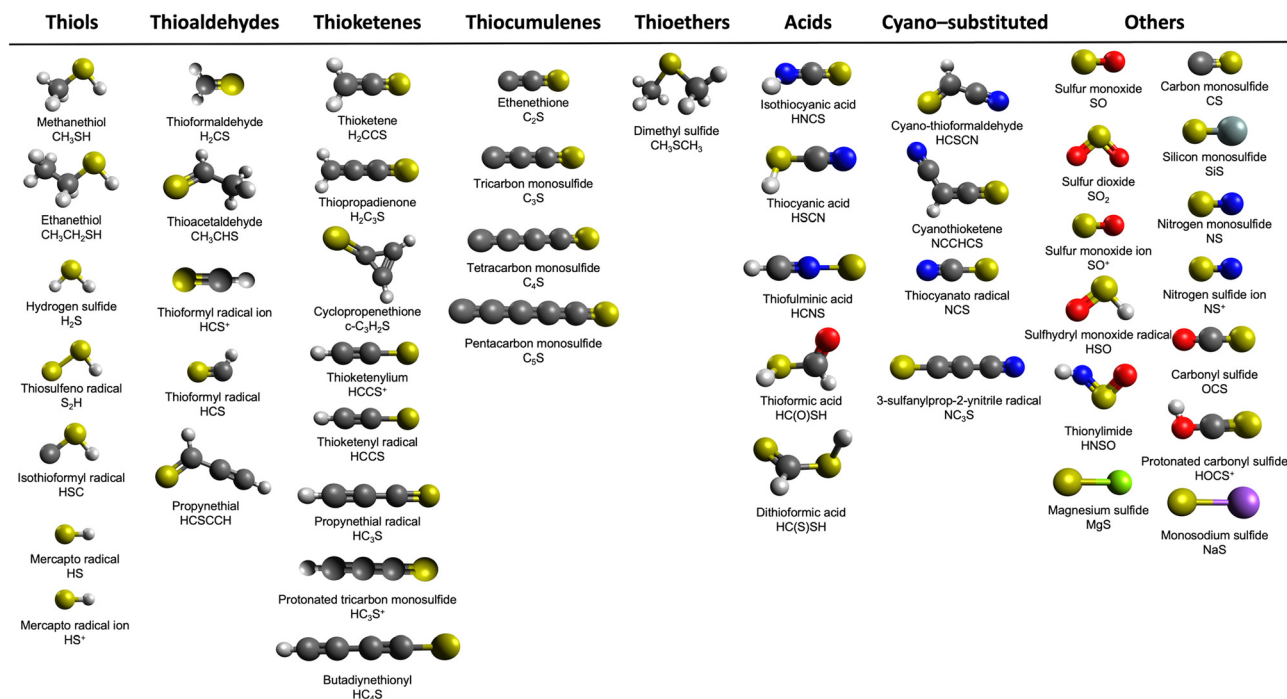 Thiols
Thioaldehydes
Thioketenes
Thiocumulenes
Thioethers
Acids
Cyano–substituted
Others
Methanethiol
CH₃SH
Ethanethiol
CH₃CH₂SH
Hydrogen sulfide
H₂S
Thiosulfeno radical
S₂H
Isothioformyl radical
HSC
Mercapto radical
HS
Mercapto radical ion
HS⁺
Thioformaldehyde
H₂CS
Thioacetaldehyde
CH₃CHS
Thioformyl radical ion
HCS⁺
Thioformyl radical
HCS
Propynethial
HCSCCH
Thioketene
H₂CCS
Thiopropadienone
H₂C₃S
Cyclopropenethione
c-C₃H₂S
Thioketenylium
HCCS⁺
Thioketenyl radical
HCCS
Propynethial radical
HC₃S
Protonated tricarbon monosulfide
HC₃S⁺
Butadiynethionyl
HC₄S
Ethenethione
C₂S
Tricarbon monosulfide
C₃S
Tetracarbon monosulfide
C₄S
Pentacarbon monosulfide
C₅S
Dimethyl sulfide
CH₃SCH₃
Isothiocyanic acid
HNCS
Thiocyanic acid
HSCN
Thiofulminic acid
HCNS
Thioformic acid
HC(O)SH
Dithioformic acid
HC(S)SH
Cyano-thioformaldehyde
HCSCN
Cyanothioketene
NCCHCS
Thiocyanato radical
NCS
3-sulfanylprop-2-ynitrile radical
NC₃S
Sulfur monoxide
SO
Sulfur dioxide
SO₂
Sulfur monoxide ion
SO⁺
Sulfhydryl monoxide radical
HSO
Thionylimide
HNSO
Magnesium sulfide
MgS
Carbon monosulfide
CS
Silicon monosulfide
SiS
Nitrogen monosulfide
NS
Nitrogen sulfide ion
NS⁺
Carbonyl sulfide
OCS
Protonated carbonyl sulfide
HOCS⁺
Monosodium sulfide
NaS